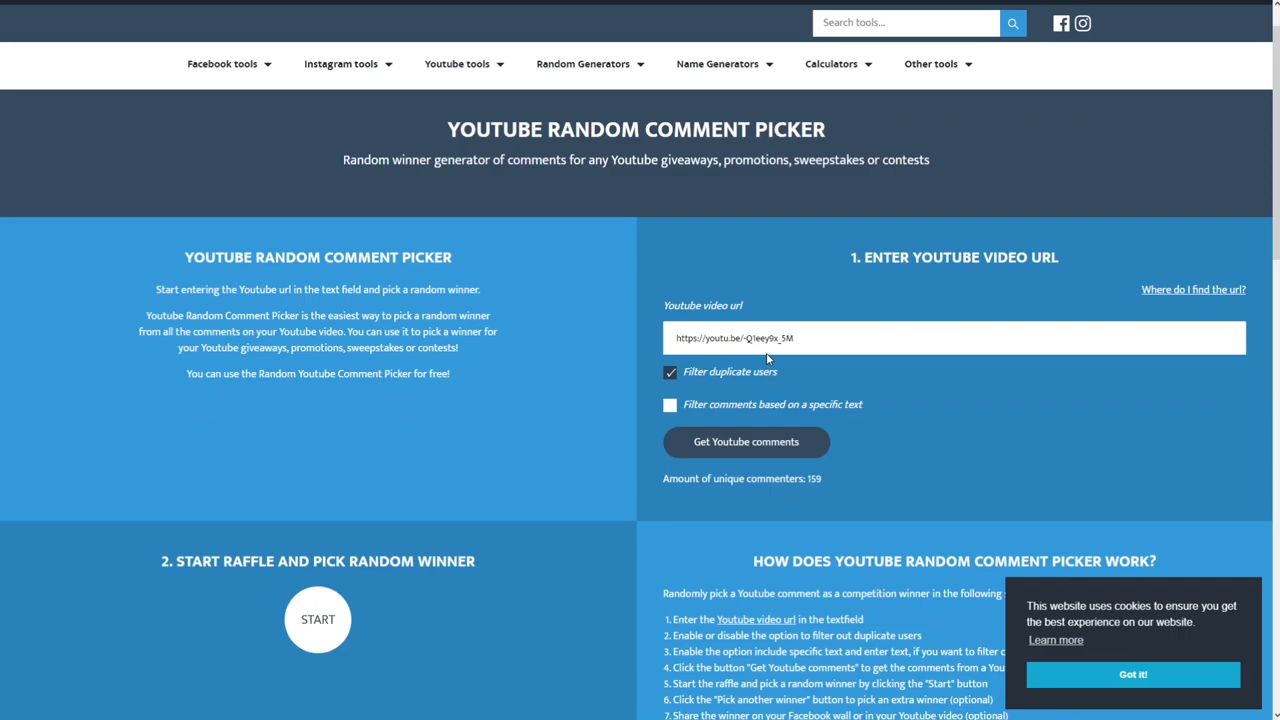 Search tools...
Facebook tools
Instagram tools
Youtube tools
Random Generators
Name Generators
Calculators
Other tools
YOUTUBE RANDOM COMMENT PICKER
Random winner generator of comments for any Youtube giveaways, promotions, sweepstakes or contests
YOUTUBE RANDOM COMMENT PICKER
Start entering the Youtube url in the text field and pick a random winner.
Youtube Random Comment Picker is the easiest way to pick a random winner
from all the comments on your Youtube video. You can use it to pick a winner for
your Youtube giveaways, promotions, sweepstakes or contests!
You can use the Random Youtube Comment Picker for free!
1. ENTER YOUTUBE VIDEO URL
Where do I find the url?
Youtube video url
https://youtu.be/-Q1eey9x_5M
Filter duplicate users
Filter comments based on a specific text
Get Youtube comments
Amount of unique commenters: 159
2. START RAFFLE AND PICK RANDOM WINNER
START
HOW DOES YOUTUBE RANDOM COMMENT PICKER WORK?
Randomly pick a Youtube comment as a competition winner in the following
1. Enter the Youtube video url in the textfield
2. Enable or disable the option to filter out duplicate users
3. Enable the option include specific text and enter text, if you want to filter
4. Click the button "Get Youtube comments" to get the comments from a
5. Start the raffle and pick a random winner by clicking the "Start" button
6. Click the "Pick another winner" button to pick an extra winner (optional)
7. Share the winner on your Facebook wall or in your Youtube video (optional)
This website uses cookies to ensure you get
the best experience on our website.
Learn more
Got it!